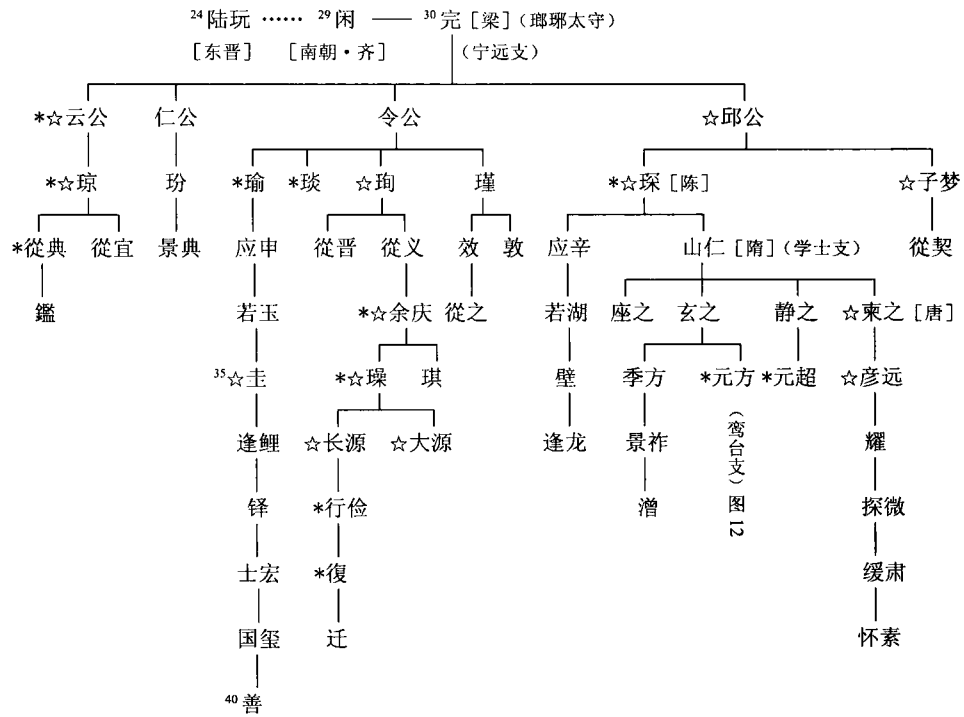 24陆玩 …… 29闲 —— 30完［梁］（瑯琊太守）
［东晋］ ［南朝·齐］ （宁远支）
*☆云公 仁公 令公 ☆邱公
*☆琼 玢 *瑜 *琰 ☆珣 瑾 *☆琛［陈］ ☆子梦
*從典 從宜 景典 应申 從晋 從义 效 敦 应辛 山仁［隋］（学士支） 從契
鑑 若玉 *☆余庆 從之 若湖 座之 玄之 静之 ☆柬之［唐］
35☆圭 *☆璪 琪 壁 季方 *元方 *元超 ☆彦远
（鸾台支）图12
逢鲤 ☆长源 ☆大源 逢龙 景祚 耀
铎 *行俭 潧 探微
士宏 *復 缓肃
国玺 迁 怀素
40善